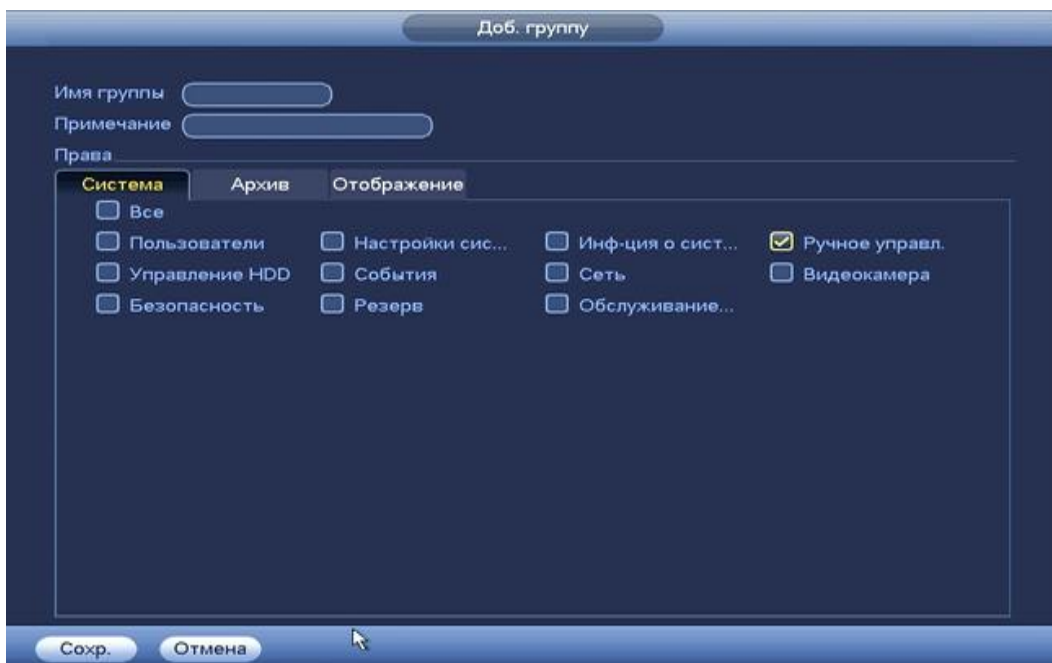 Доб. группу
Имя группы
Примечание
Права
Система Архив Отображение
Все
Пользователи Настройки сис... Инф-ция о сист... Ручное управл.
Управление HDD События Сеть Видеокамера
Безопасность Резерв Обслуживание...
Сохр. Отмена